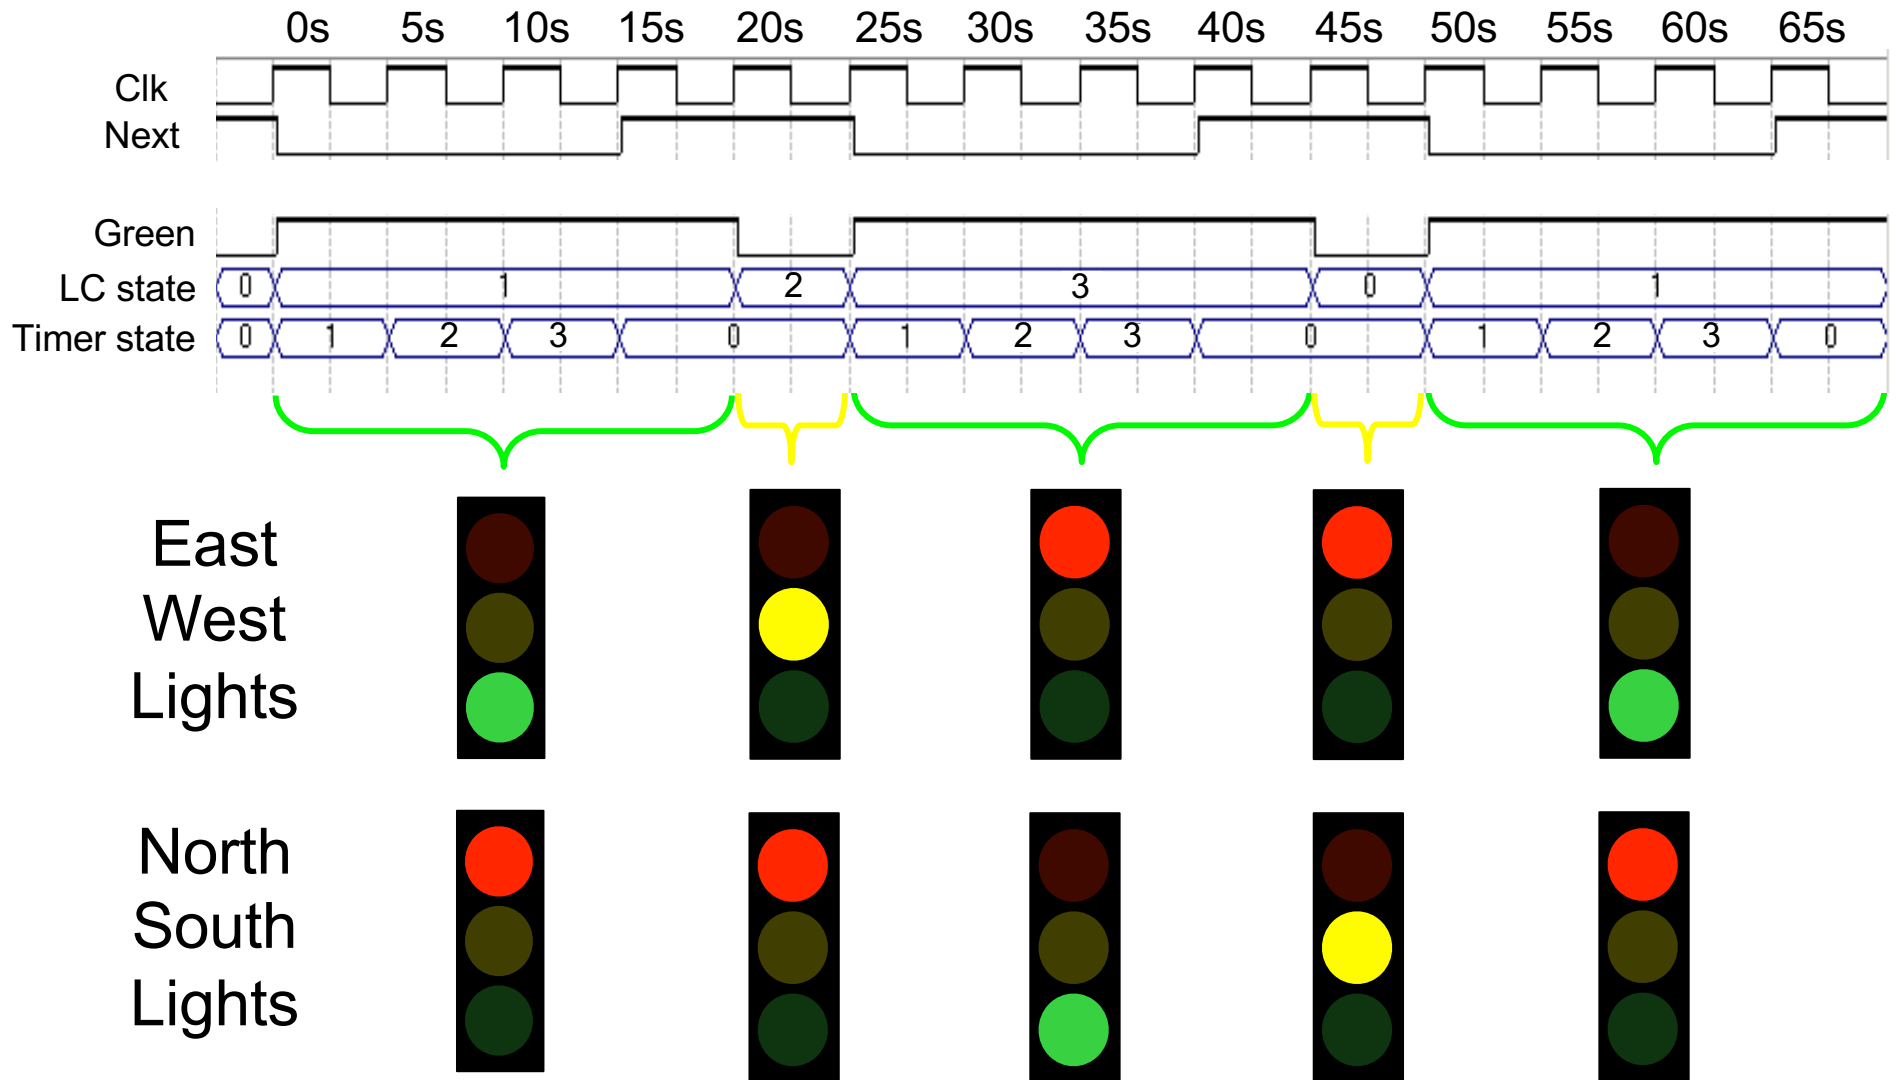 0s 5s 10s 15s 20s 25s 30s 35s 40s 45s 50s 55s 60s 65s
Clk
Next
Green
LC state 0 1 2 3 0 1
Timer state 0 1 2 3 0 1 2 3 0 1 2 3 0
East
West
Lights
North
South
Lights